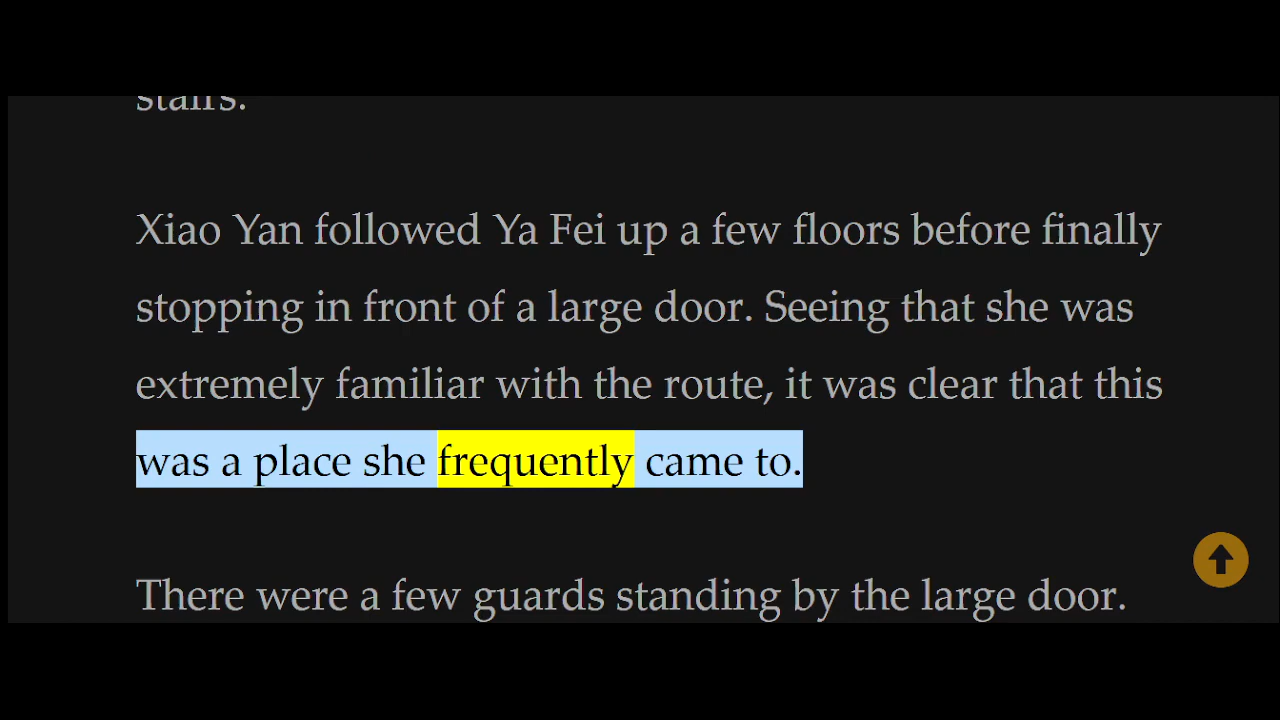 stairs.
Xiao Yan followed Ya Fei up a few floors before finally
stopping in front of a large door. Seeing that she was
extremely familiar with the route, it was clear that this
was a place she frequently came to.
There were a few guards standing by the large door.